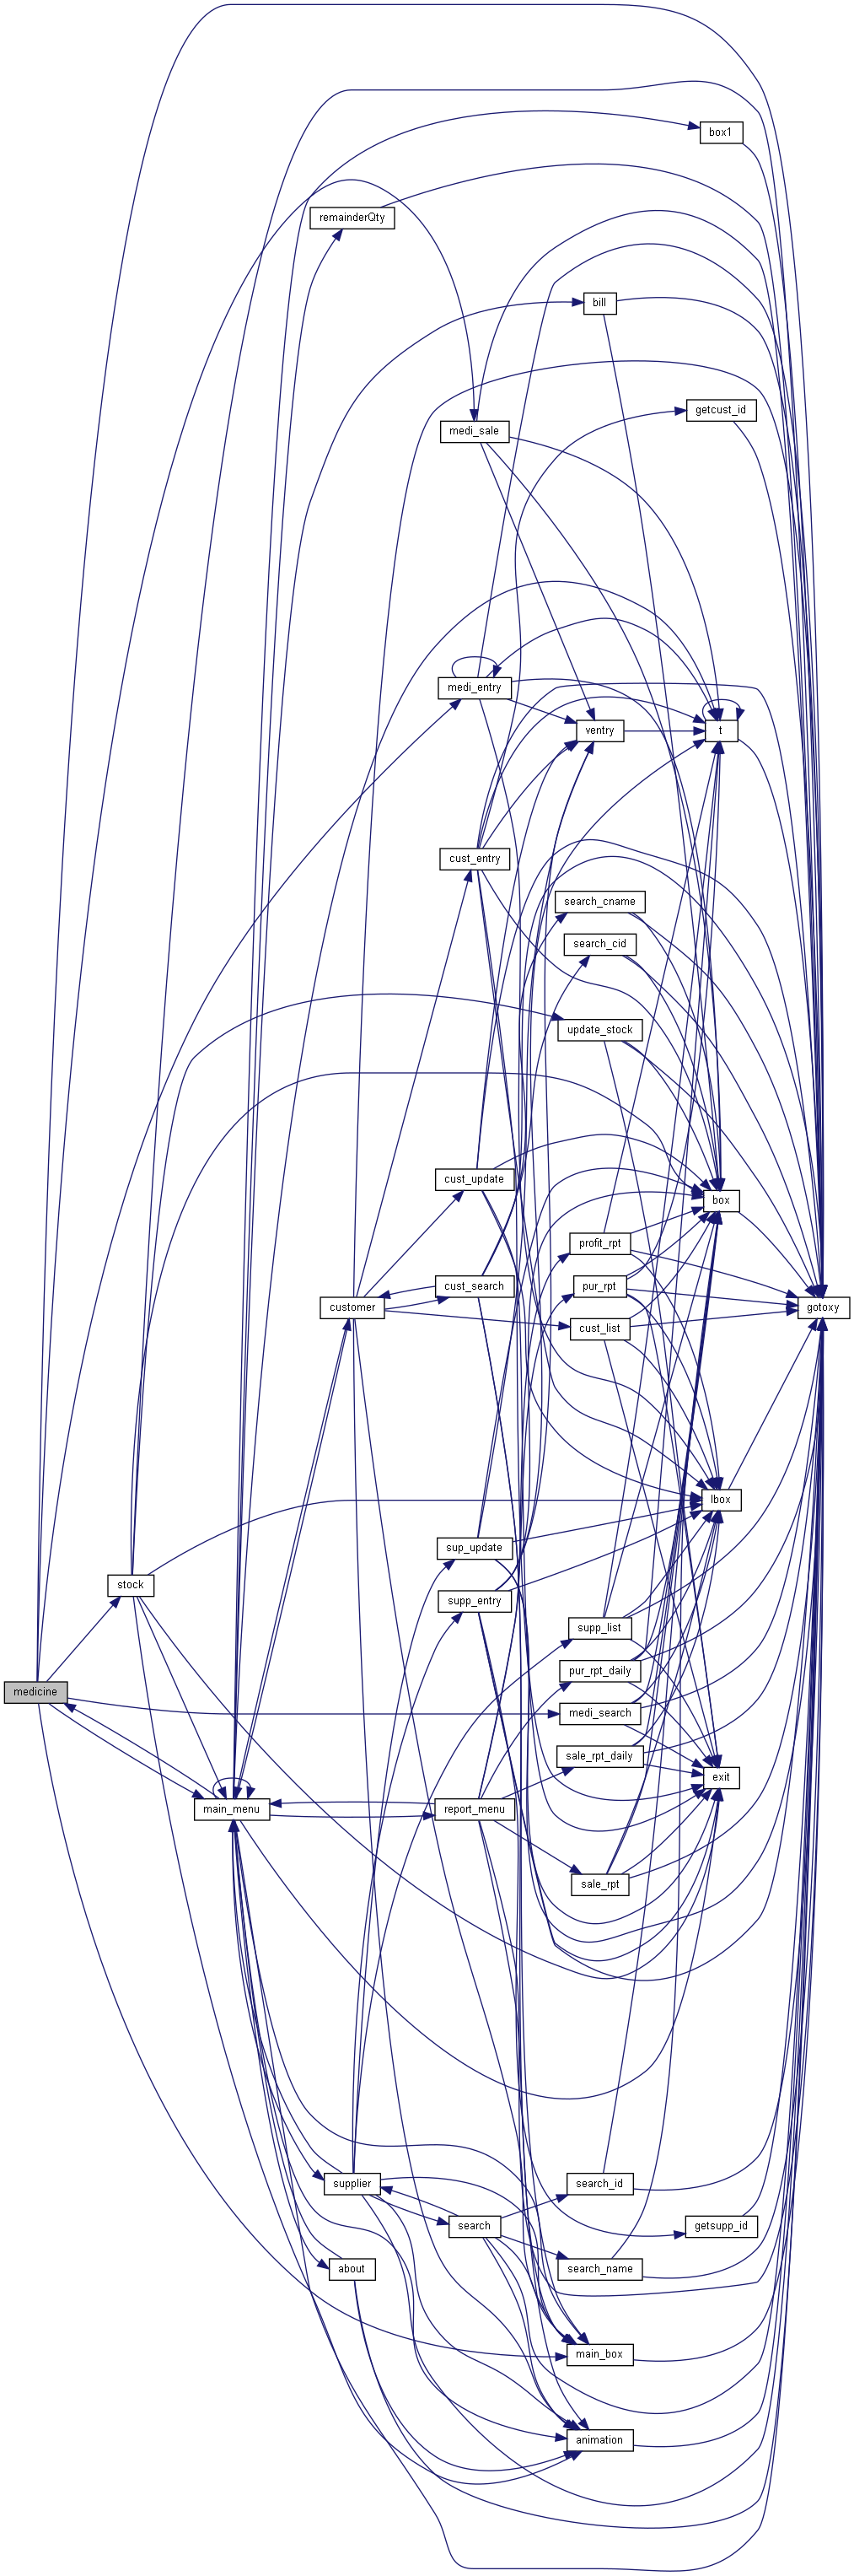 box1
remainderQty
bill
getcust_id
medi_sale
medi_entry
ventry
t
cust_entry
search_cname
search_cid
update_stock
cust_update
box
profit_rpt
cust_search
pur_rpt
customer
gotoxy
cust_list
lbox
sup_update
stock
supp_entry
supp_list
pur_rpt_daily
medicine
medi_search
sale_rpt_daily
exit
main_menu
report_menu
sale_rpt
supplier
search_id
search
getsupp_id
about
search_name
main_box
animation